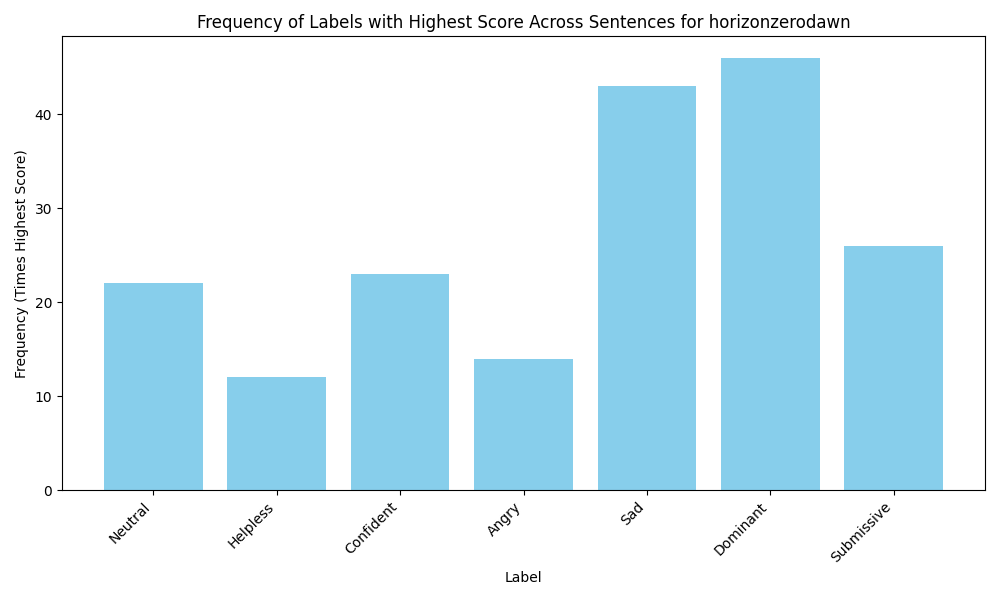 Frequency of Labels with Highest Score Across Sentences for horizonzerodawn
Frequency (Times Highest Score)
40
30
20
10
0
Neutral
Helpless
Confident
Angry
Sad
Dominant
Submissive
Label